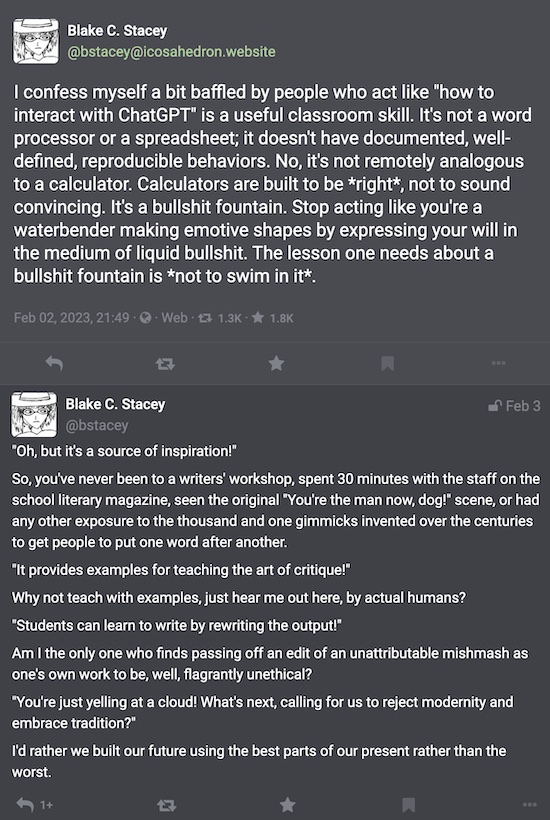 Blake C. Stacey
@bstacey@icosahedron.website
I confess myself a bit baffled by people who act like "how to
interact with ChatGPT" is a useful classroom skill. It's not a word
processor or a spreadsheet; it doesn't have documented, well-
defined, reproducible behaviors. No, it's not remotely analogous
to a calculator. Calculators are built to be *right*, not to sound
convincing. It's a bullshit fountain. Stop acting like you're a
waterbender making emotive shapes by expressing your will in
the medium of liquid bullshit. The lesson one needs about a
bullshit fountain is *not to swim in it*.
Feb 02, 2023, 21:49 · Web · 1.3K · 1.8K
Blake C. Stacey
Feb 3
@bstacey
"Oh, but it's a source of inspiration!"
So, you've never been to a writers' workshop, spent 30 minutes with the staff on the
school literary magazine, seen the original "You're the man now, dog!" scene, or had
any other exposure to the thousand and one gimmicks invented over the centuries
to get people to put one word after another.
"It provides examples for teaching the art of critique!"
Why not teach with examples, just hear me out here, by actual humans?
"Students can learn to write by rewriting the output!"
Am I the only one who finds passing off an edit of an unattributable mishmash as
one's own work to be, well, flagrantly unethical?
"You're just yelling at a cloud! What's next, calling for us to reject modernity and
embrace tradition?"
I'd rather we built our future using the best parts of our present rather than the
worst.
1+